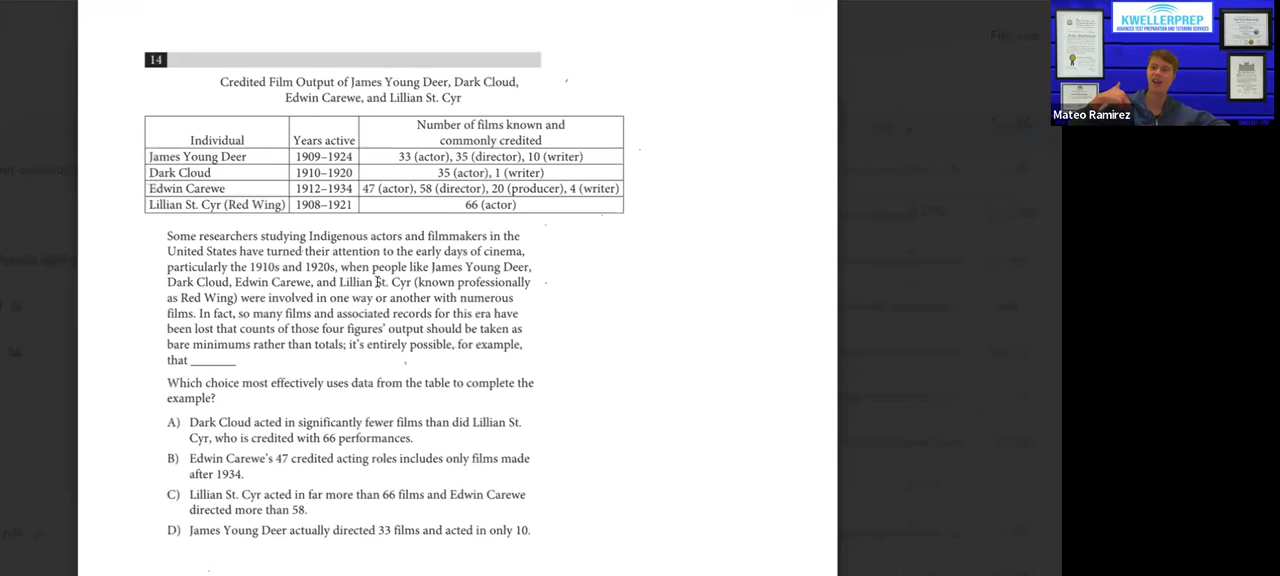 14
Credited Film Output of James Young Deer, Dark Cloud,
Edwin Carewe, and Lillian St. Cyr
Individual Years active Number of films known and commonly credited
James Young Deer 1909–1924 33 (actor), 35 (director), 10 (writer)
Dark Cloud 1910–1920 35 (actor), 1 (writer)
Edwin Carewe 1912–1934 47 (actor), 58 (director), 20 (producer), 4 (writer)
Lillian St. Cyr (Red Wing) 1908–1921 66 (actor)
Some researchers studying Indigenous actors and filmmakers in the
United States have turned their attention to the early days of cinema,
particularly the 1910s and 1920s, when people like James Young Deer,
Dark Cloud, Edwin Carewe, and Lillian St. Cyr (known professionally
as Red Wing) were involved in one way or another with numerous
films. In fact, so many films and associated records for this era have
been lost that counts of those four figures' output should be taken as
bare minimums rather than totals; it's entirely possible, for example,
that ______
Which choice most effectively uses data from the table to complete the
example?
A) Dark Cloud acted in significantly fewer films than did Lillian St.
Cyr, who is credited with 66 performances.
B) Edwin Carewe's 47 credited acting roles includes only films made
after 1934.
C) Lillian St. Cyr acted in far more than 66 films and Edwin Carewe
directed more than 58.
D) James Young Deer actually directed 33 films and acted in only 10.
KWELLERPREP
ADVANCED TEST PREPARATION AND TUTORING SERVICES
Mateo Ramirez